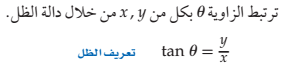 ترتبط الزاوية θ بكل من x, y من خلال دالة الظل.
tan θ = y/x تعريف الظل